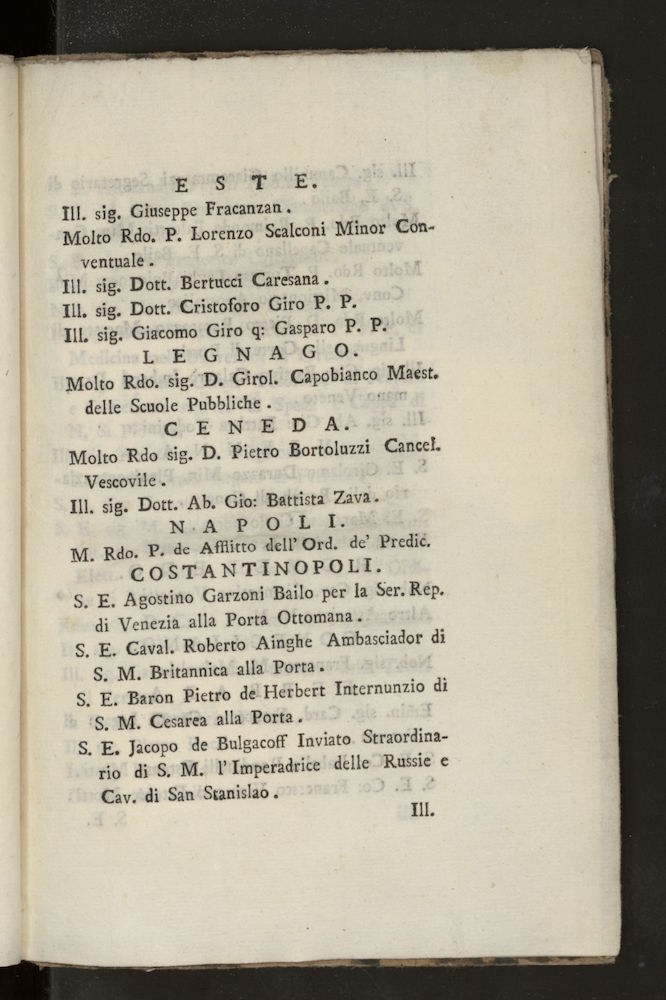 E S T E.
Ill. sig. Giuseppe Fracanzan.
Molto Rdo. P. Lorenzo Scalconi Minor Con-
ventuale.
Ill. sig. Dott. Bertucci Caresana.
Ill. sig. Dott. Cristoforo Giro P. P.
Ill. sig. Giacomo Giro q: Gasparo P. P.
L E G N A G O.
Molto Rdo. sig. D. Girol. Capobianco Maest.
delle Scuole Pubbliche.
C E N E D A.
Molto Rdo sig. D. Pietro Bortoluzzi Cancel.
Vescovile.
Ill. sig. Dott. Ab. Gio: Battista Zava.
N A P O L I.
M. Rdo. P. de Afflitto dell' Ord. de' Predic.
COSTANTINOPOLI.
S. E. Agostino Garzoni Bailo per la Ser. Rep.
di Venezia alla Porta Ottomana.
S. E. Caval. Roberto Ainghe Ambasciador di
S. M. Britannica alla Porta.
S. E. Baron Pietro de Herbert Internunzio di
S. M. Cesarea alla Porta.
S. E. Jacopo de Bulgacoff Inviato Straordina-
rio di S. M. l'Imperadrice delle Russie e
Cav. di San Stanislao.
Ill.